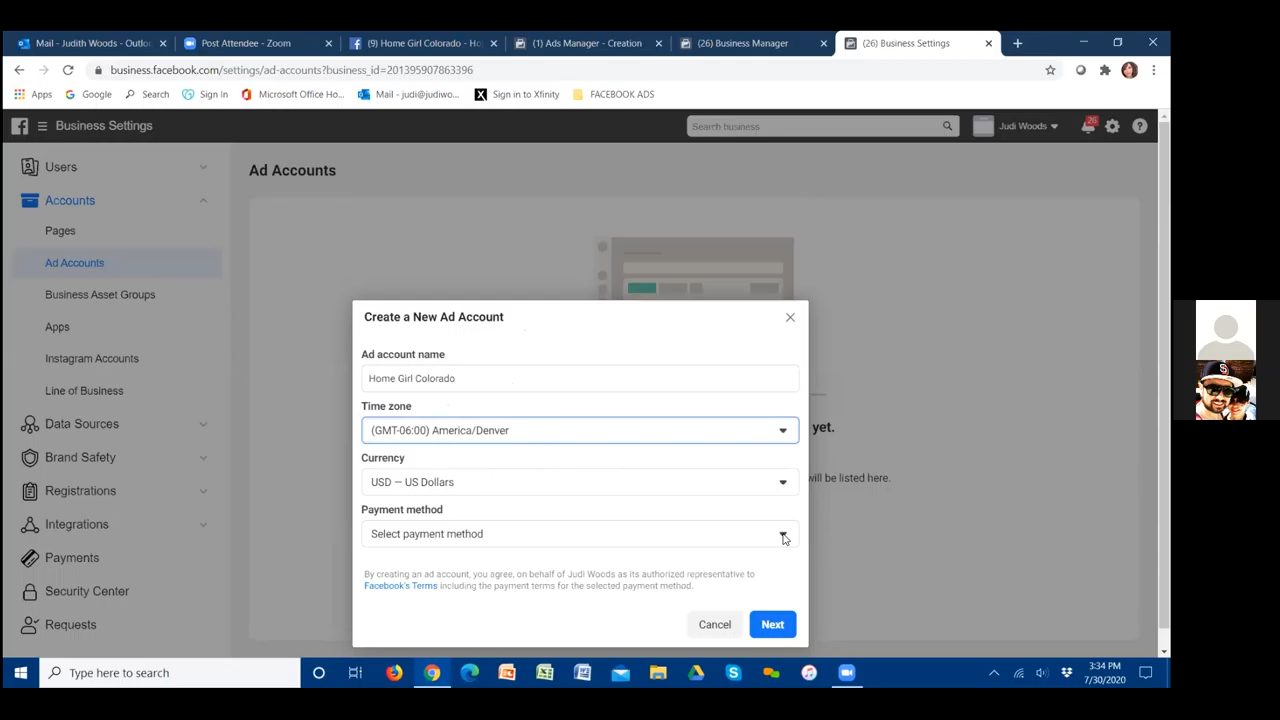 Mail - Judith Woods - Outlo
Post Attendee - Zoom
(9) Home Girl Colorado - Ho
(1) Ads Manager - Creation
(26) Business Manager
(26) Business Settings
business.facebook.com/settings/ad-accounts?business_id=201395907863396
Apps
Google
Search
Sign In
Microsoft Office Ho...
Mail - judi@judiwo...
Sign in to Xfinity
FACEBOOK ADS
Business Settings
Search business
Judi Woods
26
Users
Ad Accounts
Accounts
Pages
Ad Accounts
Business Asset Groups
Apps
Instagram Accounts
Line of Business
Data Sources
Brand Safety
Registrations
Integrations
Payments
Security Center
Requests
yet.
will be listed here.
Create a New Ad Account
Ad account name
Home Girl Colorado
Time zone
(GMT-06:00) America/Denver
Currency
USD — US Dollars
Payment method
Select payment method
By creating an ad account, you agree, on behalf of Judi Woods as its authorized representative to
Facebook's Terms including the payment terms for the selected payment method.
Cancel
Next
Type here to search
3:34 PM
7/30/2020